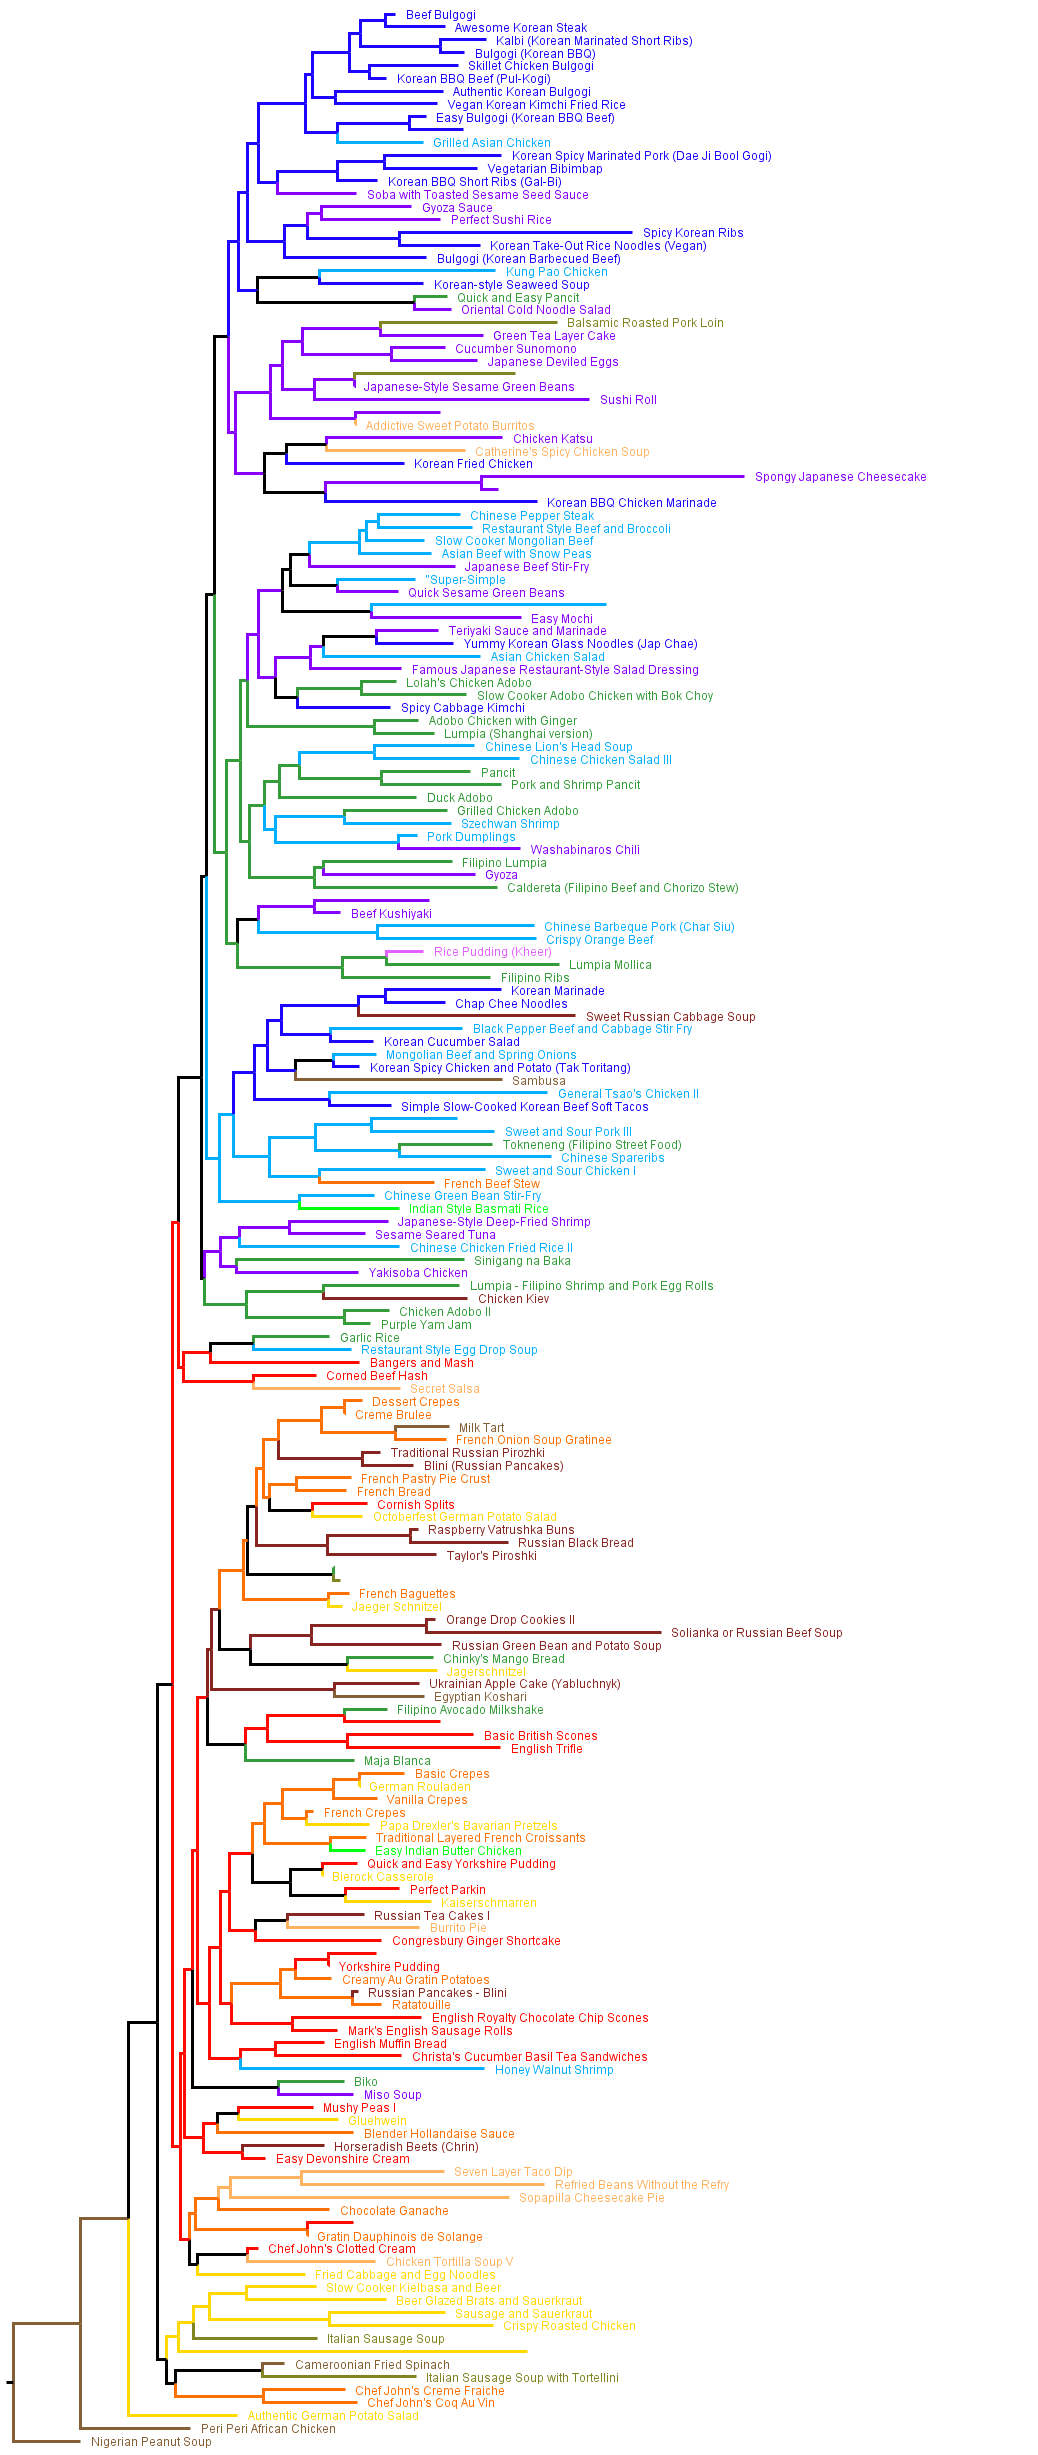 Beef Bulgogi
Awesome Korean Steak
Kalbi (Korean Marinated Short Ribs)
Bulgogi (Korean BBQ)
Skillet Chicken Bulgogi
Korean BBQ Beef (Pul-Kogi)
Authentic Korean Bulgogi
Vegan Korean Kimchi Fried Rice
Easy Bulgogi (Korean BBQ Beef)
Grilled Asian Chicken
Korean Spicy Marinated Pork (Dae Ji Bool Gogi)
Vegetarian Bibimbap
Korean BBQ Short Ribs (Gal-Bi)
Soba with Toasted Sesame Seed Sauce
Gyoza Sauce
Perfect Sushi Rice
Spicy Korean Ribs
Korean Take-Out Rice Noodles (Vegan)
Bulgogi (Korean Barbecued Beef)
Kung Pao Chicken
Korean-style Seaweed Soup
Quick and Easy Pancit
Oriental Cold Noodle Salad
Balsamic Roasted Pork Loin
Green Tea Layer Cake
Cucumber Sunomono
Japanese Deviled Eggs
Japanese-Style Sesame Green Beans
Sushi Roll
Addictive Sweet Potato Burritos
Chicken Katsu
Catherine's Spicy Chicken Soup
Korean Fried Chicken
Spongy Japanese Cheesecake
Korean BBQ Chicken Marinade
Chinese Pepper Steak
Restaurant Style Beef and Broccoli
Slow Cooker Mongolian Beef
Asian Beef with Snow Peas
Japanese Beef Stir-Fry
"Super-Simple
Quick Sesame Green Beans
Easy Mochi
Teriyaki Sauce and Marinade
Yummy Korean Glass Noodles (Jap Chae)
Asian Chicken Salad
Famous Japanese Restaurant-Style Salad Dressing
Lolah's Chicken Adobo
Slow Cooker Adobo Chicken with Bok Choy
Spicy Cabbage Kimchi
Adobo Chicken with Ginger
Lumpia (Shanghai version)
Chinese Lion's Head Soup
Chinese Chicken Salad III
Pancit
Pork and Shrimp Pancit
Duck Adobo
Grilled Chicken Adobo
Szechwan Shrimp
Pork Dumplings
Washabinaros Chili
Filipino Lumpia
Gyoza
Caldereta (Filipino Beef and Chorizo Stew)
Beef Kushiyaki
Chinese Barbeque Pork (Char Siu)
Crispy Orange Beef
Rice Pudding (Kheer)
Lumpia Mollica
Filipino Ribs
Korean Marinade
Chap Chee Noodles
Sweet Russian Cabbage Soup
Black Pepper Beef and Cabbage Stir Fry
Korean Cucumber Salad
Mongolian Beef and Spring Onions
Korean Spicy Chicken and Potato (Tak Toritang)
Sambusa
General Tsao's Chicken II
Simple Slow-Cooked Korean Beef Soft Tacos
Sweet and Sour Pork III
Tokneneng (Filipino Street Food)
Chinese Spareribs
Sweet and Sour Chicken I
French Beef Stew
Chinese Green Bean Stir-Fry
Indian Style Basmati Rice
Japanese-Style Deep-Fried Shrimp
Sesame Seared Tuna
Chinese Chicken Fried Rice II
Sinigang na Baka
Yakisoba Chicken
Lumpia - Filipino Shrimp and Pork Egg Rolls
Chicken Kiev
Chicken Adobo II
Purple Yam Jam
Garlic Rice
Restaurant Style Egg Drop Soup
Bangers and Mash
Corned Beef Hash
Secret Salsa
Dessert Crepes
Creme Brulee
Milk Tart
French Onion Soup Gratinee
Traditional Russian Pirozhki
Blini (Russian Pancakes)
French Pastry Pie Crust
French Bread
Cornish Splits
Octoberfest German Potato Salad
Raspberry Vatrushka Buns
Russian Black Bread
Taylor's Piroshki
French Baguettes
Jaeger Schnitzel
Orange Drop Cookies II
Solianka or Russian Beef Soup
Russian Green Bean and Potato Soup
Chinky's Mango Bread
Jagerschnitzel
Ukrainian Apple Cake (Yabluchnyk)
Egyptian Koshari
Filipino Avocado Milkshake
Basic British Scones
English Trifle
Maja Blanca
Basic Crepes
German Rouladen
Vanilla Crepes
French Crepes
Papa Drexler's Bavarian Pretzels
Traditional Layered French Croissants
Easy Indian Butter Chicken
Quick and Easy Yorkshire Pudding
Bierock Casserole
Perfect Parkin
Kaiserschmarren
Russian Tea Cakes I
Burrito Pie
Congresbury Ginger Shortcake
Yorkshire Pudding
Creamy Au Gratin Potatoes
Russian Pancakes - Blini
Ratatouille
English Royalty Chocolate Chip Scones
Mark's English Sausage Rolls
English Muffin Bread
Christa's Cucumber Basil Tea Sandwiches
Honey Walnut Shrimp
Biko
Miso Soup
Mushy Peas I
Gluehwein
Blender Hollandaise Sauce
Horseradish Beets (Chrin)
Easy Devonshire Cream
Seven Layer Taco Dip
Refried Beans Without the Refry
Sopapilla Cheesecake Pie
Chocolate Ganache
Gratin Dauphinois de Solange
Chef John's Clotted Cream
Chicken Tortilla Soup V
Fried Cabbage and Egg Noodles
Slow Cooker Kielbasa and Beer
Beer Glazed Brats and Sauerkraut
Sausage and Sauerkraut
Crispy Roasted Chicken
Italian Sausage Soup
Cameroonian Fried Spinach
Italian Sausage Soup with Tortellini
Chef John's Creme Fraiche
Chef John's Coq Au Vin
Authentic German Potato Salad
Peri Peri African Chicken
Nigerian Peanut Soup